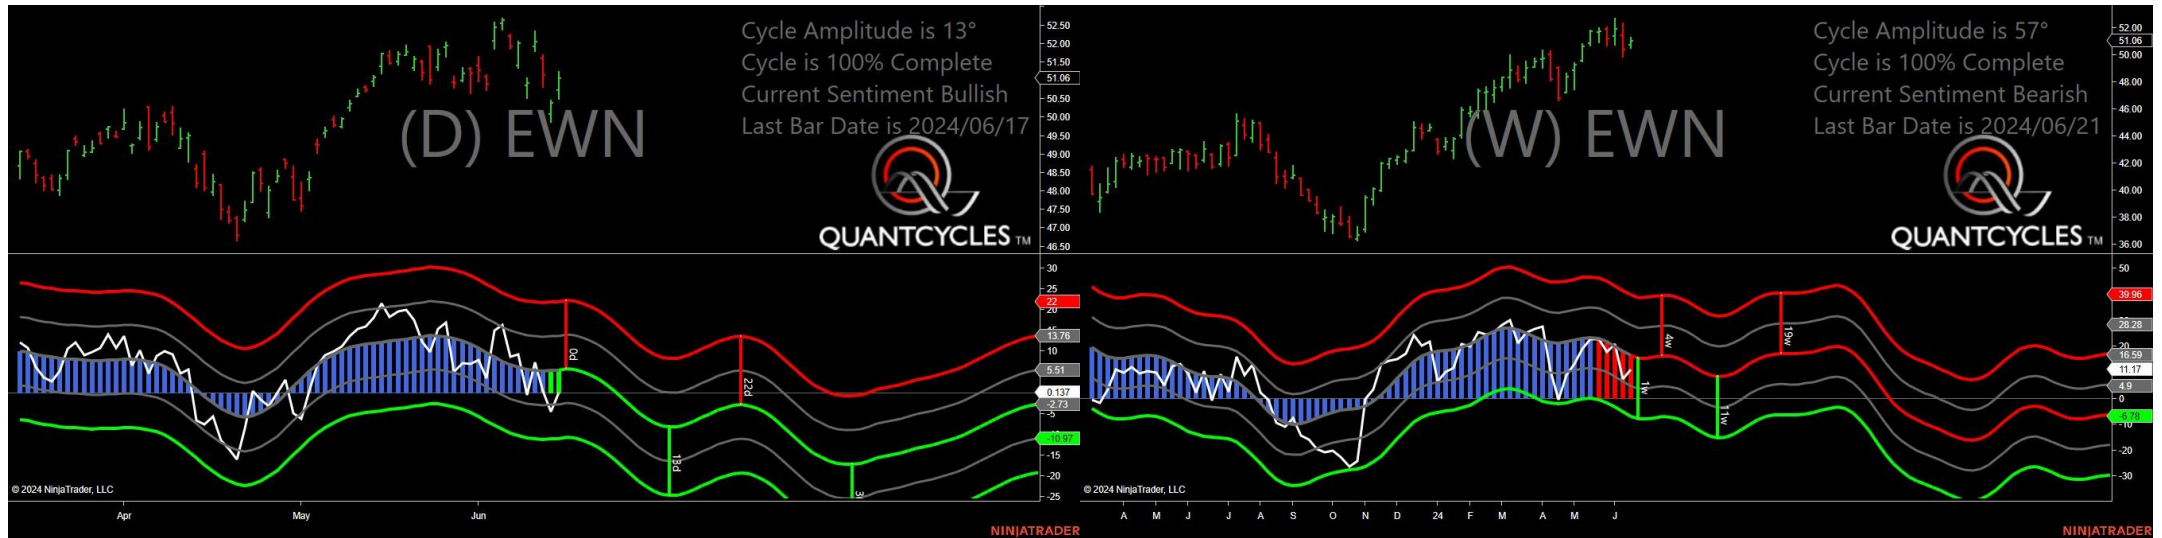 Cycle Amplitude is 13°
Cycle is 100% Complete
Current Sentiment Bullish
Last Bar Date is 2024/06/17
(D) EWN
QUANTCYCLES TM
52.50
52.00
51.50
51.06
50.50
50.00
49.50
49.00
48.50
48.00
47.50
47.00
46.50
30
25
22
20
13.76
10
5.51
0.137
-2.73
-5
-10.97
-15
-20
-25
0d
22d
13d
© 2024 NinjaTrader, LLC
Apr
May
Jun
NINJATRADER
Cycle Amplitude is 57°
Cycle is 100% Complete
Current Sentiment Bearish
Last Bar Date is 2024/06/21
(W) EWN
QUANTCYCLES TM
52.00
51.06
50.00
48.00
46.00
44.00
42.00
40.00
38.00
36.00
50
39.96
28.28
20
16.59
11.17
4.9
0
-6.78
-10
-20
-30
4w
19w
1w
11w
© 2024 NinjaTrader, LLC
A M J J A S O N D 24 F M A M J
NINJATRADER